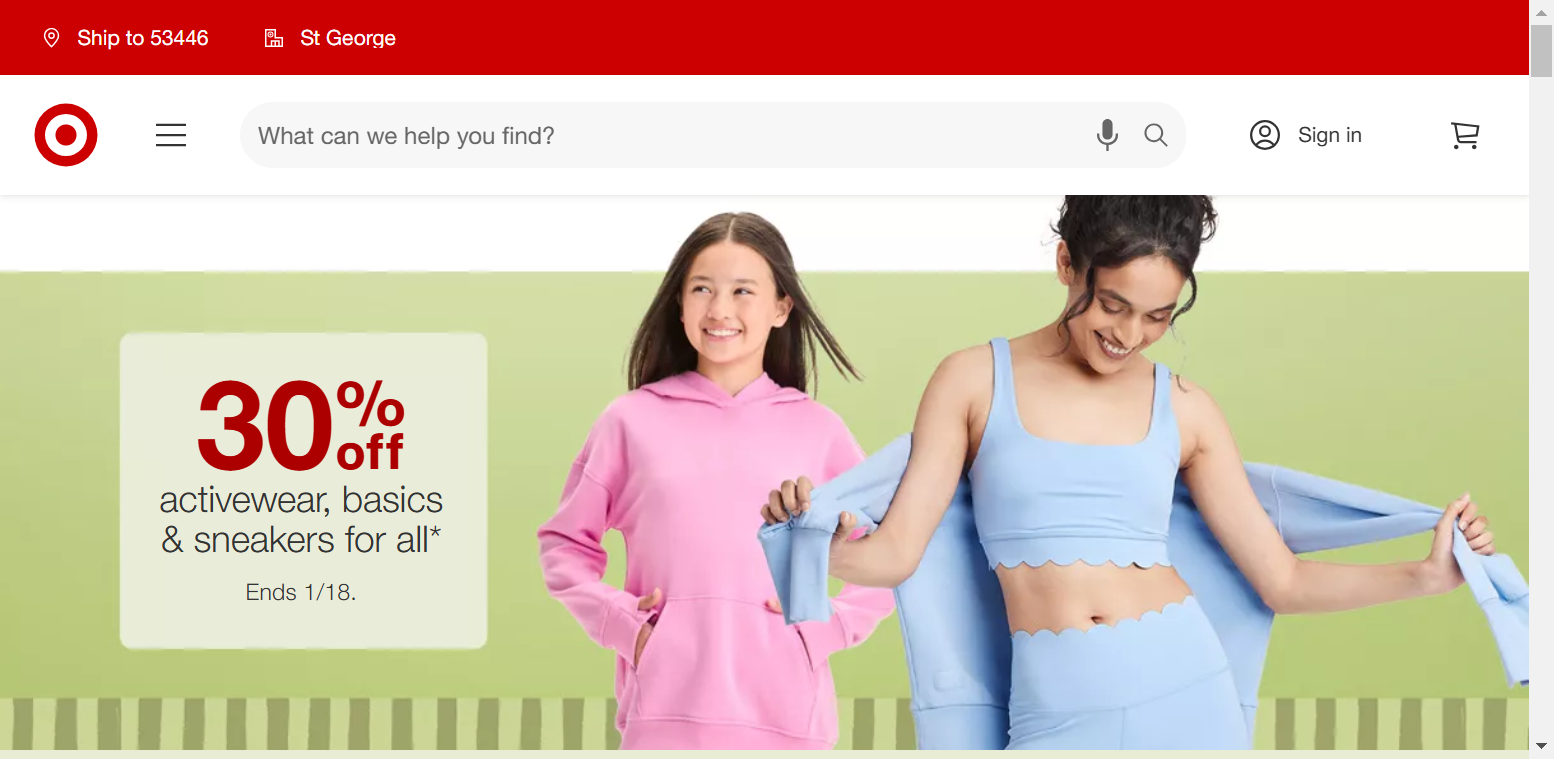 Ship to 53446
St George
What can we help you find?
Sign in
30% off
activewear, basics
& sneakers for all*
Ends 1/18.